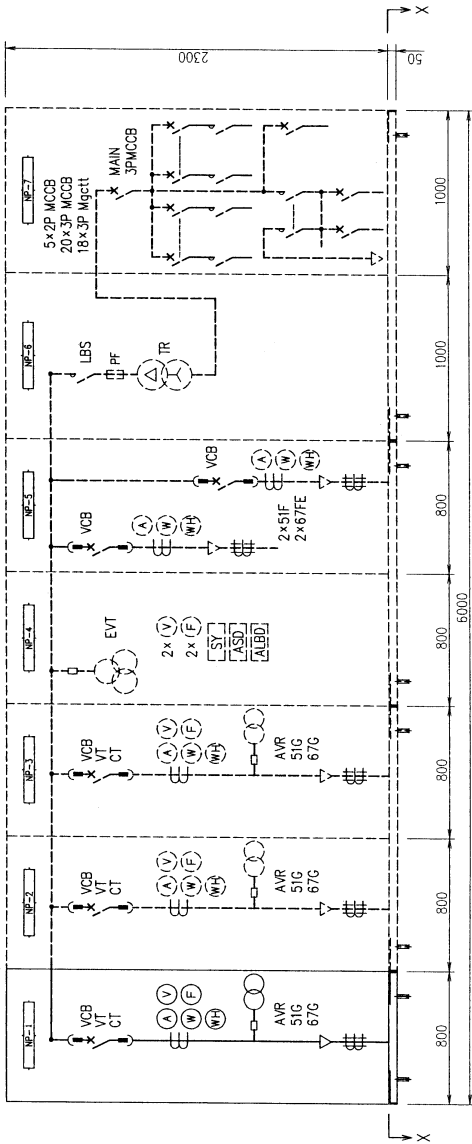 NP-1
NP-2
NP-3
NP-4
NP-5
NP-6
NP-7
VCB
VT
CT
A V
W F
WH
AVR
51G
67G
VCB
VT
CT
A V
W F
WH
AVR
51G
67G
VCB
VT
CT
A V
W F
WH
AVR
51G
67G
EVT
2× V
2× F
SY
ASD
ALBD
VCB
A
W
WH
VCB
A
W
WH
2×51F
2×67FE
LBS
PF
TR
5×2P MCCB
20×3P MCCB
18×3P Mgctt
MAIN
3PMCCB
2300
50
X
X
800
800
800
800
800
1000
1000
6000